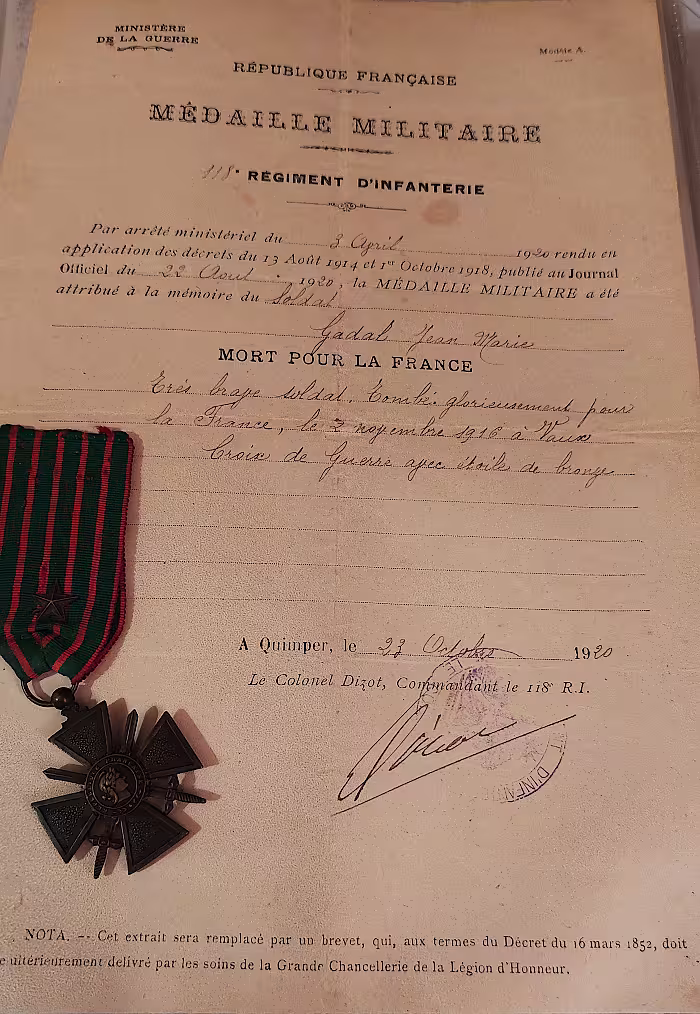 MINISTÈRE
DE LA GUERRE
Modèle A.
RÉPUBLIQUE FRANÇAISE
MÉDAILLE MILITAIRE
118e RÉGIMENT D'INFANTERIE
Par arrêté ministériel du 3 April 1920 rendu en
application des décrets du 13 Août 1914 et 1er Octobre 1918, publié au Journal
Officiel du 22 Aout 1920, la MÉDAILLE MILITAIRE a été
attribué à la mémoire du Soldat
Gadal Jean Marie
MORT POUR LA FRANCE
Très brave soldat. Tombé glorieusement pour
la France, le 2 novembre 1916 à Vaux
Croix de Guerre avec étoile de bronze
A Quimper, le 23 Octobre 1920
Le Colonel Dizot, Commandant le 118e R.I.
D'INFAN
NOTA. -- Cet extrait sera remplacé par un brevet, qui, aux termes du Décret du 16 mars 1852, doit
ultérieurement délivré par les soins de la Grande Chancellerie de la Légion d'Honneur.